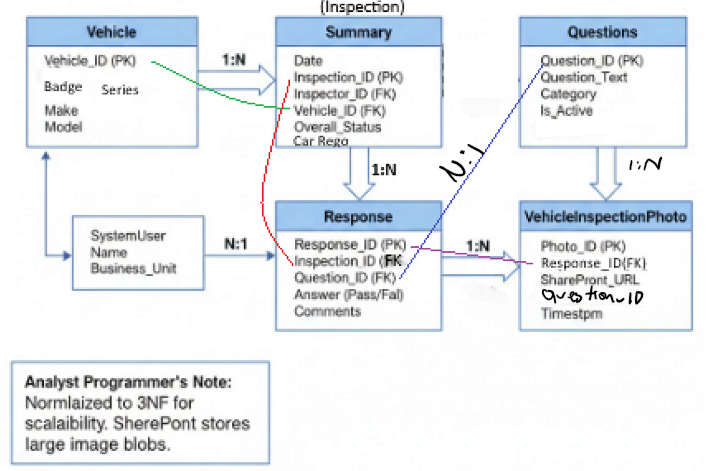 (Inspection)
Vehicle
Vehicle_ID (PK)
Badge Series
Make
Model
1:N
Summary
Date
Inspection_ID (PK)
Inspector_ID (FK)
Vehicle_ID (FK)
Overall_Status
Car Rego
Questions
Question_ID (PK)
Question_Text
Category
Is_Active
1:N
N:1
1:N
SystemUser
Name
Business_Unit
N:1
Response
Response_ID (PK)
Inspection_ID (FK
Question_ID (FK)
Answer (Pass/Fal)
Comments
1:N
VehicleInspectionPhoto
Photo_ID (PK)
Response_ID(FK)
SharePront_URL
Question_ID
Timestpm
Analyst Programmer's Note:
Normlaized to 3NF for
scalaibility. SherePont stores
large image blobs.